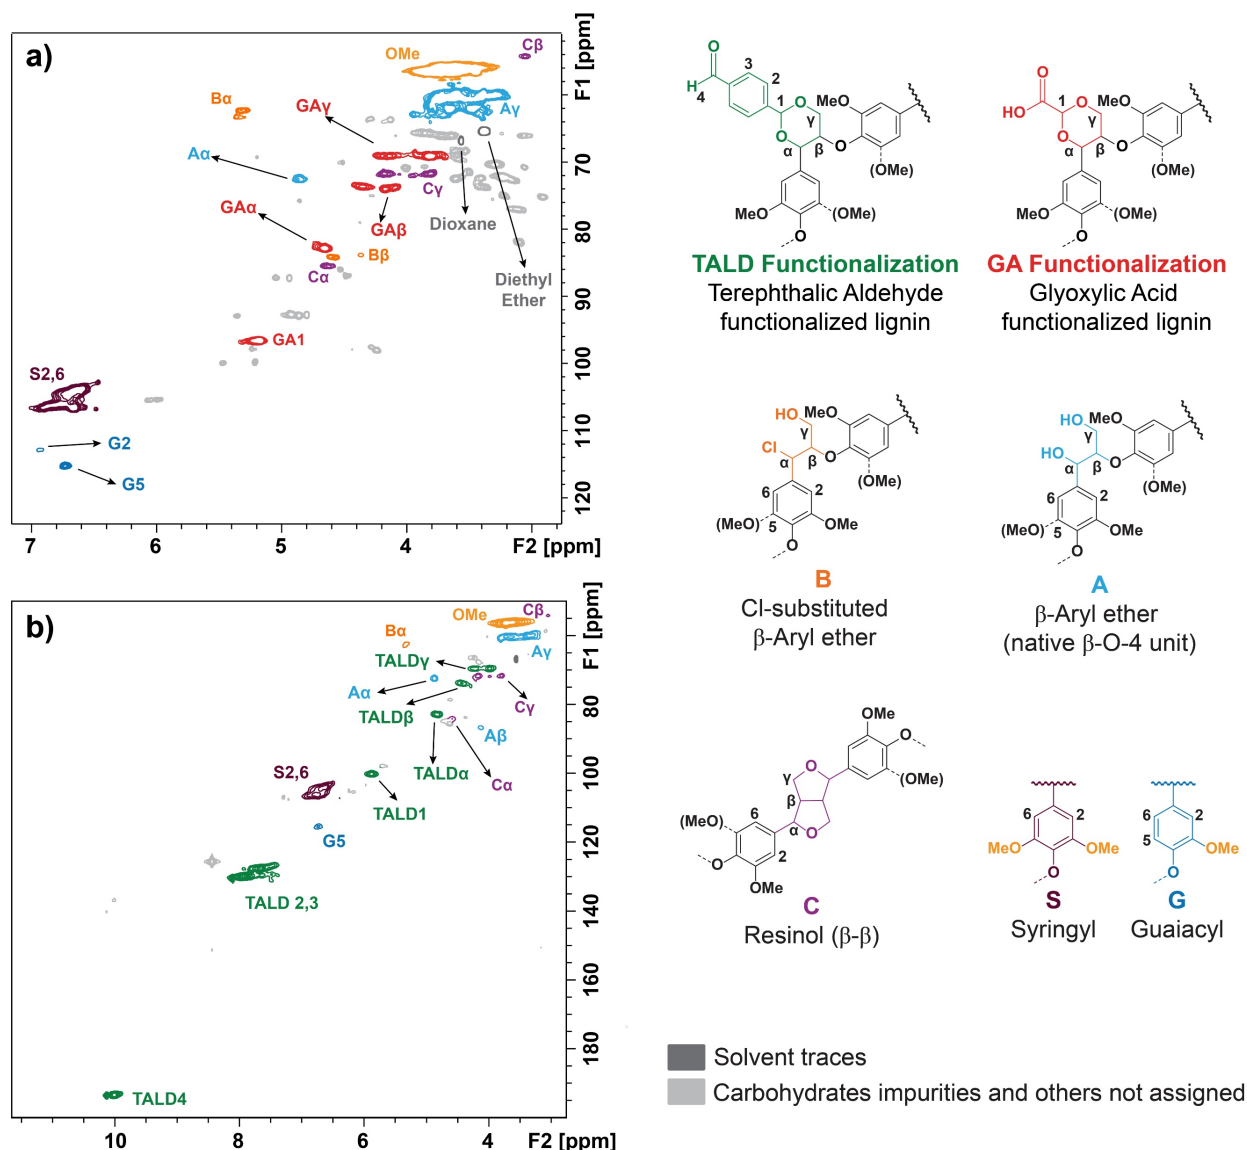 a)
OMe
Cβ
F1 [ppm]
Bα
GAγ
Aγ
Aα
70
Cγ
GAα
GAβ
Dioxane
80
Bβ
Cα
Diethyl
Ether
90
GA1
100
S2,6
110
G2
G5
120
7
6
5
4
F2 [ppm]
b)
OMe
Cβ
F1 [ppm]
Bα
Aγ
TALDγ
Aα
Cγ
TALDβ
80
Aβ
S2,6
TALDα
Cα
100
TALD1
G5
120
TALD 2,3
140
160
180
TALD4
10
8
6
4
F2 [ppm]
O
H
4
3
2
1
O
γ
O
α
β
O
MeO
(OMe)
MeO
(OMe)
O
TALD Functionalization
Terephthalic Aldehyde
functionalized lignin
O
HO
1
O
γ
O
α
β
O
MeO
(OMe)
MeO
(OMe)
O
GA Functionalization
Glyoxylic Acid
functionalized lignin
HO
γ
MeO
Cl
α
β
O
(OMe)
6
2
(MeO)
5
OMe
O
B
Cl-substituted
β-Aryl ether
HO
γ
MeO
HO
α
β
O
(OMe)
6
2
(MeO)
5
OMe
O
A
β-Aryl ether
(native β-O-4 unit)
OMe
O
(OMe)
O
γ
β
α
O
6
(MeO)
2
O
OMe
C
Resinol (β-β)
6
2
MeO
OMe
O
S
Syringyl
6
2
5
OMe
O
G
Guaiacyl
Solvent traces
Carbohydrates impurities and others not assigned